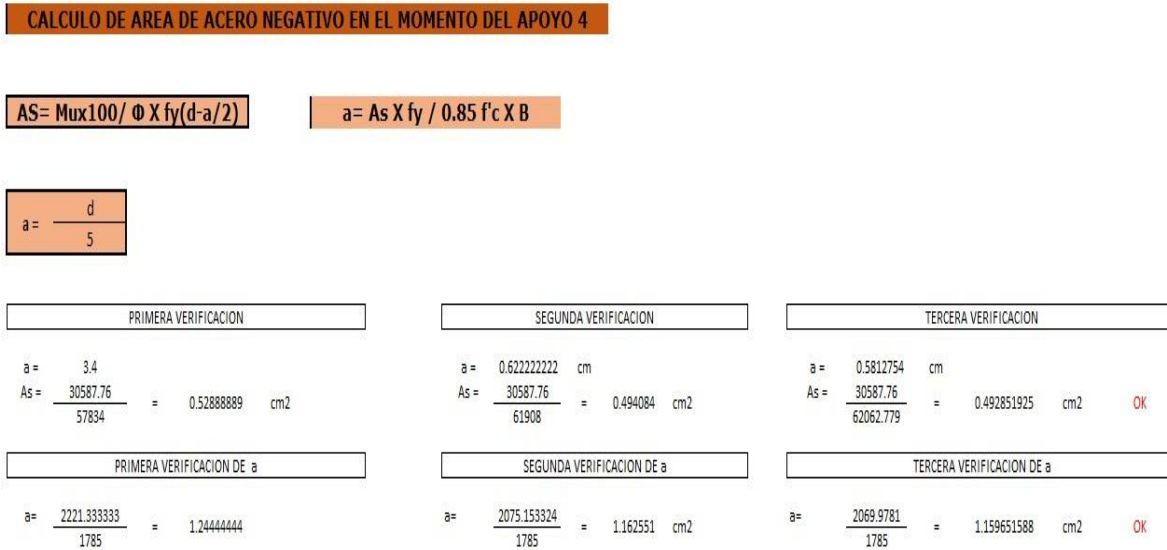 CALCULO DE AREA DE ACERO NEGATIVO EN EL MOMENTO DEL APOYO 4
AS= Mux100/ Φ X fy(d-a/2)
a= As X fy / 0.85 f'c X B
a = d
5
PRIMERA VERIFICACION
a = 3.4
As = 30587.76 = 0.52888889 cm2
57834
PRIMERA VERIFICACION DE a
a= 2221.333333 = 1.24444444
1785
SEGUNDA VERIFICACION
a = 0.622222222 cm
As = 30587.76 = 0.494084 cm2
61908
SEGUNDA VERIFICACION DE a
a= 2075.153324 = 1.162551 cm2
1785
TERCERA VERIFICACION
a = 0.5812754 cm
As = 30587.76 = 0.492851925 cm2 OK
62062.779
TERCERA VERIFICACION DE a
a= 2069.9781 = 1.159651588 cm2 OK
1785